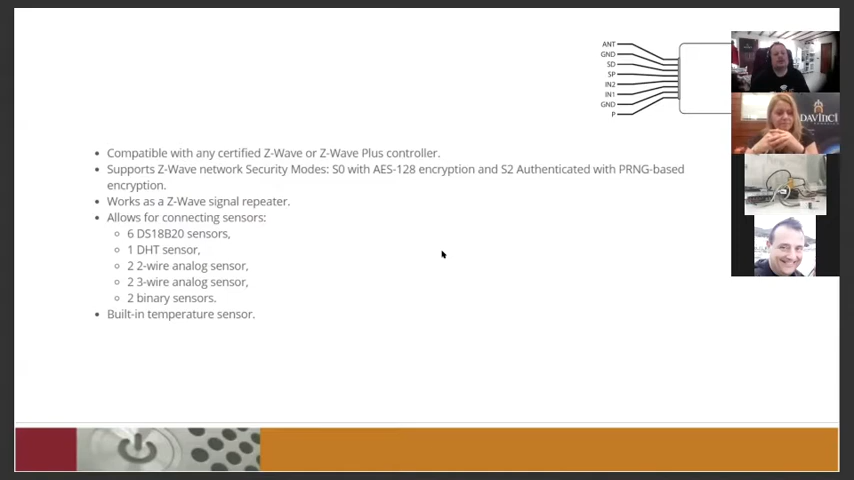 ANT
GND
SD
SP
IN2
IN1
GND
P
DAVINCI
Compatible with any certified Z-Wave or Z-Wave Plus controller.
Supports Z-Wave network Security Modes: S0 with AES-128 encryption and S2 Authenticated with PRNG-based
encryption.
Works as a Z-Wave signal repeater.
Allows for connecting sensors:
6 DS18B20 sensors,
1 DHT sensor,
2 2-wire analog sensor,
2 3-wire analog sensor,
2 binary sensors.
Built-in temperature sensor.